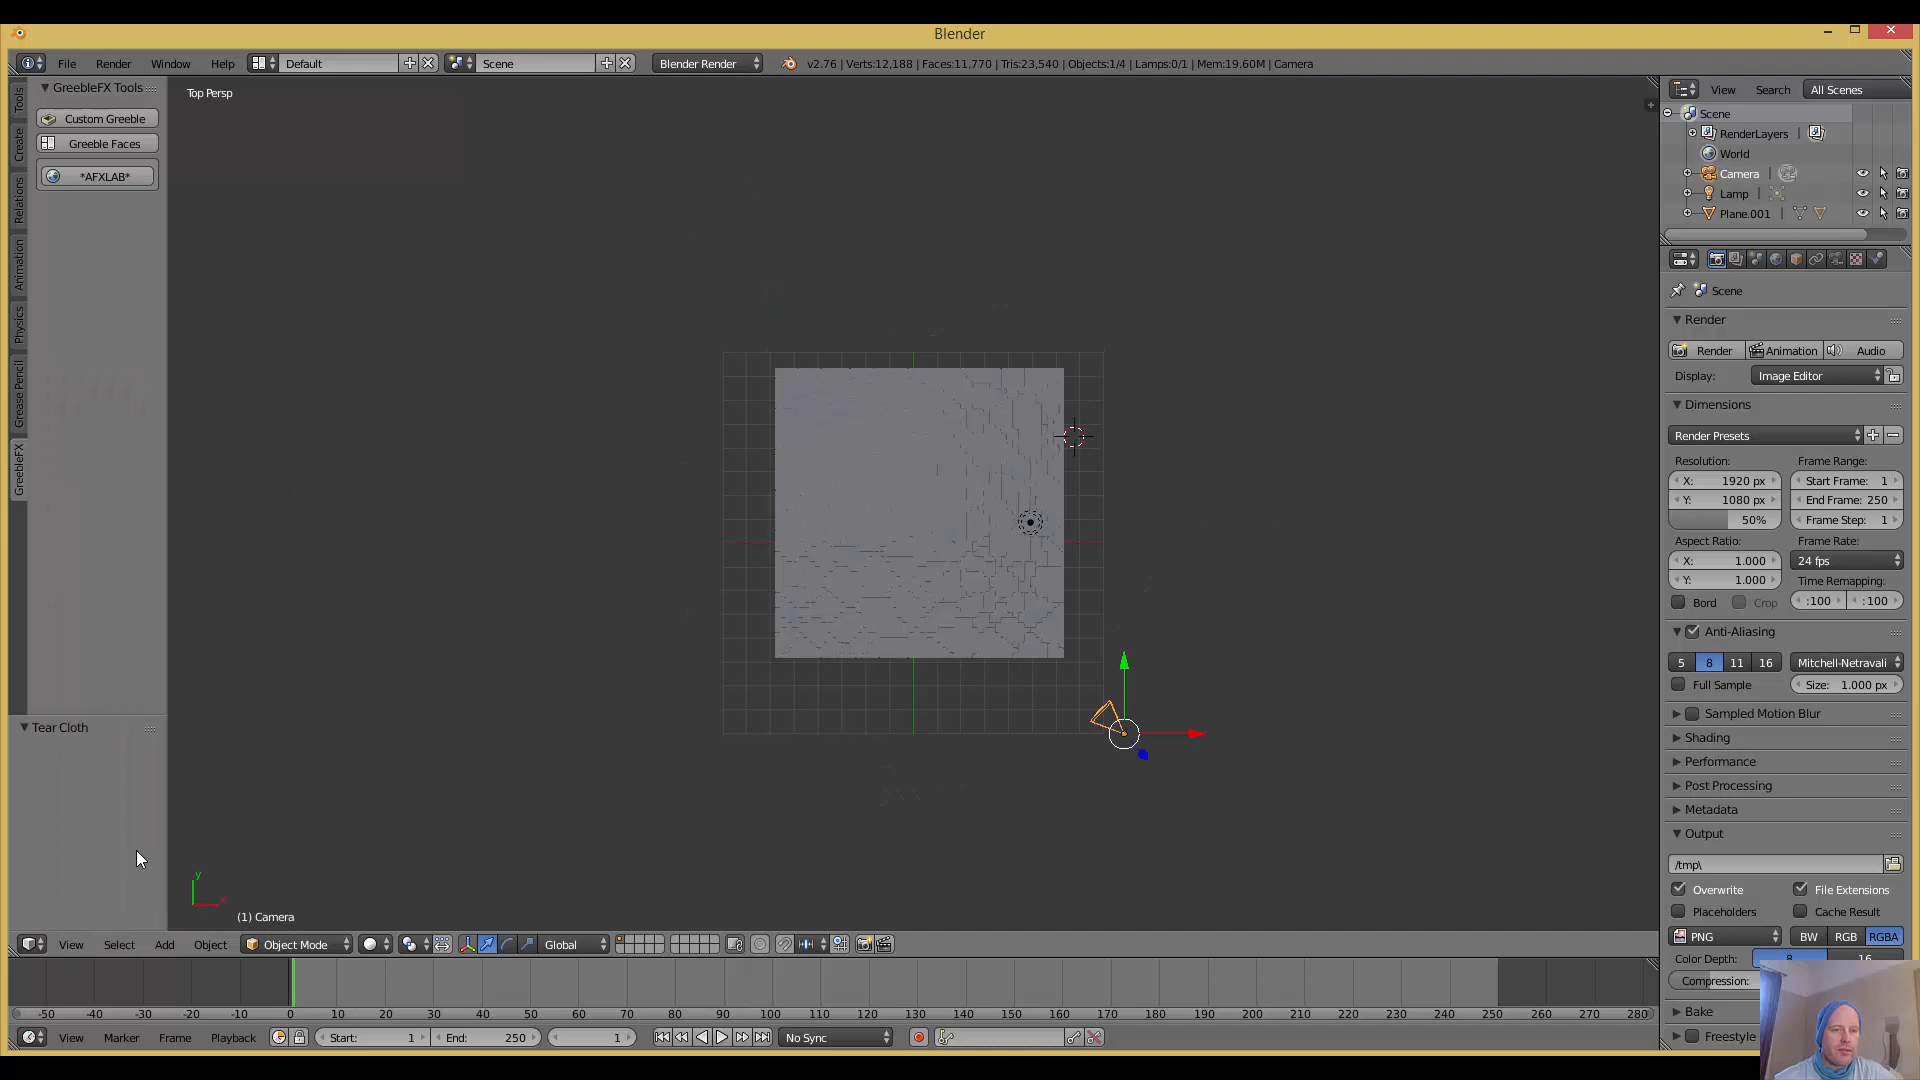 Blender
File Render Window Help Default Scene Blender Render v2.76 | Verts:12,188 | Faces:11,770 | Tris:23,540 | Objects:1/4 | Lamps:0/1 | Mem:19.60M | Camera
GreebleFX Tools
Custom Greeble
Greeble Faces
*AFXLAB*
Tools
Create
Relations
Animation
Physics
Grease Pencil
GreebleFX
Tear Cloth
Top Persp
y
x
(1) Camera
View Select Add Object Object Mode Global
-50 -40 -30 -20 -10 0 10 20 30 40 50 60 70 80 90 100 110 120 130 140 150 160 170 180 190 200 210 220 230 240 250 260 270 280
View Marker Frame Playback Start: 1 End: 250 1 No Sync
View Search All Scenes
Scene
RenderLayers
World
Camera
Lamp
Plane.001
Scene
Render
Render Animation Audio
Display: Image Editor
Dimensions
Render Presets
Resolution: Frame Range:
X: 1920 px Start Frame: 1
Y: 1080 px End Frame: 250
50% Frame Step: 1
Aspect Ratio: Frame Rate:
X: 1.000 24 fps
Y: 1.000 Time Remapping:
Bord Crop :100 :100
Anti-Aliasing
5 8 11 16 Mitchell-Netravali
Full Sample Size: 1.000 px
Sampled Motion Blur
Shading
Performance
Post Processing
Metadata
Output
/tmp\
Overwrite File Extensions
Placeholders Cache Result
PNG BW RGB RGBA
Color Depth: 8 16
Compression:
Bake
Freestyle